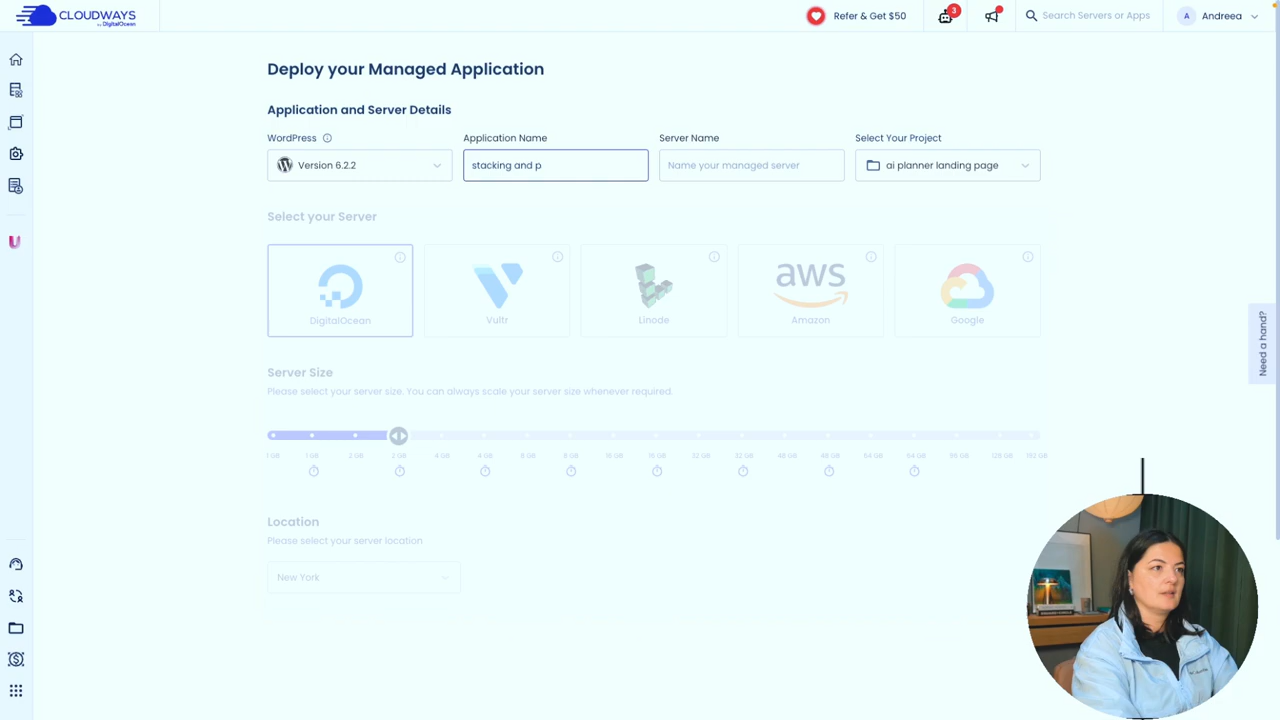 CLOUDWAYS
by DigitalOcean
Refer & Get $50
3
Search Servers or Apps
A
Andreea
Deploy your Managed Application
Application and Server Details
WordPress
Application Name
Server Name
Select Your Project
Version 6.2.2
stacking and p
Name your managed server
ai planner landing page
Select your Server
DigitalOcean
Vultr
Linode
aws
Amazon
Google
Need a hand?
Server Size
Please select your server size. You can always scale your server size whenever required.
1 GB 1 GB 2 GB 2 GB 4 GB 4 GB 8 GB 8 GB 16 GB 16 GB 32 GB 32 GB 48 GB 48 GB 64 GB 64 GB 96 GB 128 GB 192 GB
Location
Please select your server location
New York